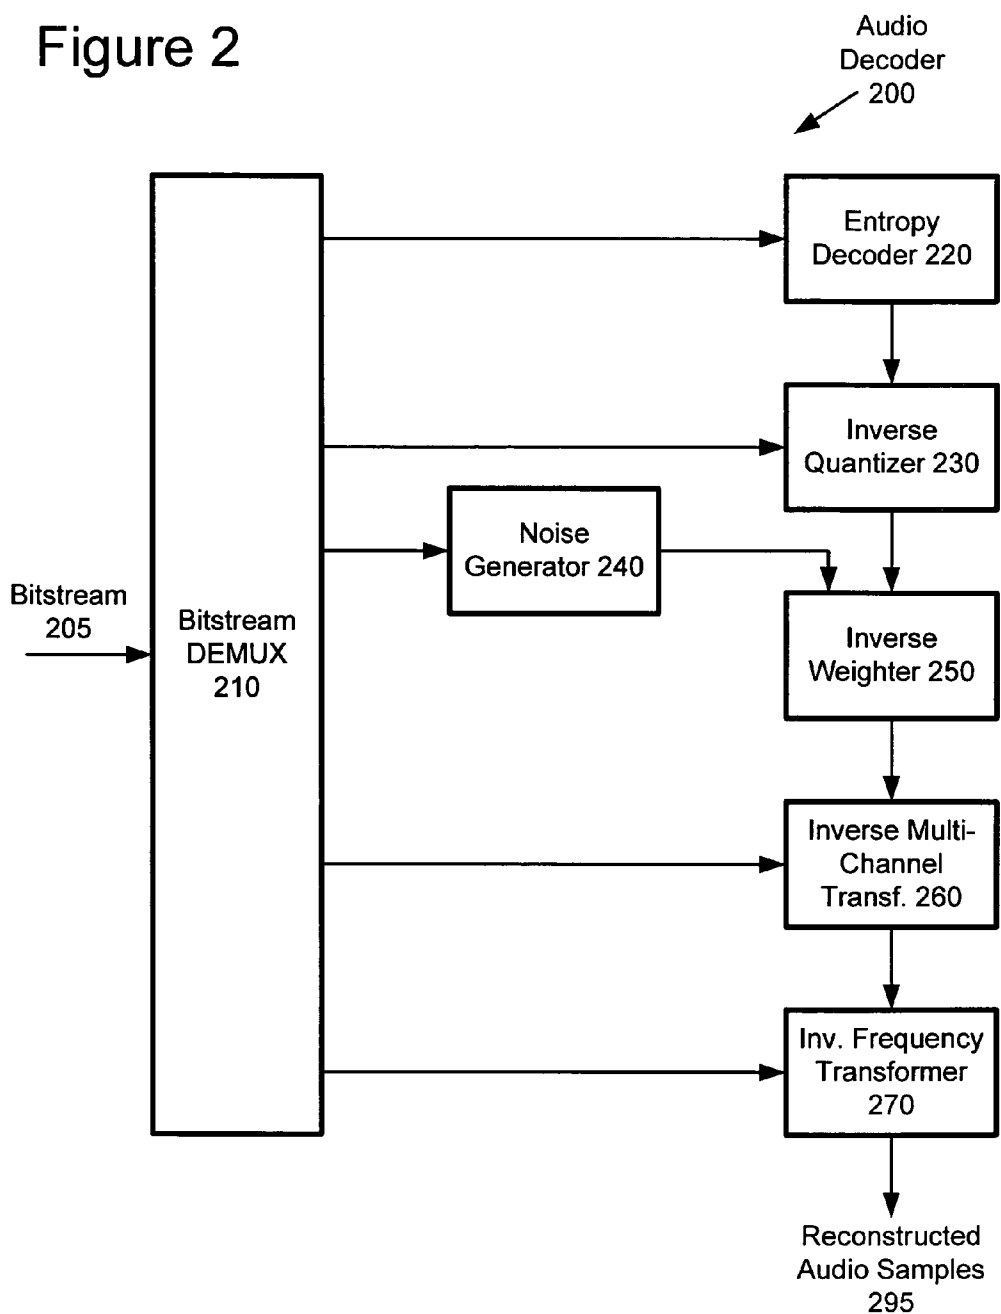 Figure 2
Audio
Decoder
200
Entropy
Decoder 220
Inverse
Quantizer 230
Noise
Generator 240
Bitstream
205
Bitstream
DEMUX
210
Inverse
Weighter 250
Inverse Multi-
Channel
Transf. 260
Inv. Frequency
Transformer
270
Reconstructed
Audio Samples
295